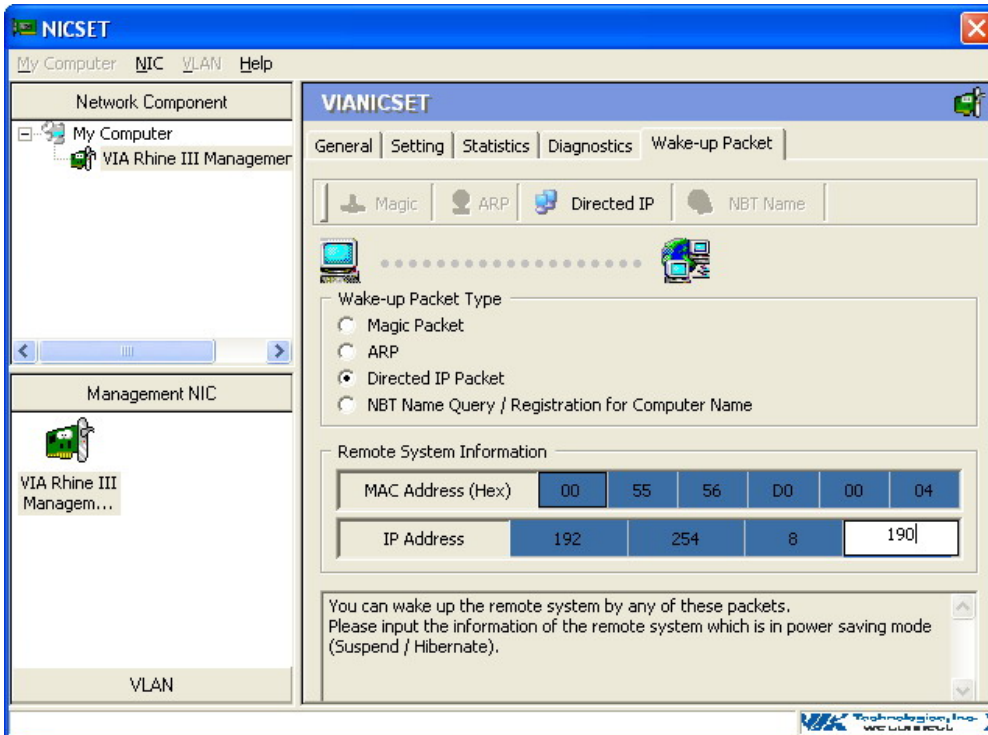 NICSET
My Computer NIC VLAN Help
Network Component
My Computer
VIA Rhine III Managemer
Management NIC
VIA Rhine III
Managem...
VLAN
VIANICSET
General Setting Statistics Diagnostics Wake-up Packet
Magic ARP Directed IP NBT Name
Wake-up Packet Type
Magic Packet
ARP
Directed IP Packet
NBT Name Query / Registration for Computer Name
Remote System Information
MAC Address (Hex) 00 55 56 D0 00 04
IP Address 192 254 8 190
You can wake up the remote system by any of these packets.
Please input the information of the remote system which is in power saving mode
(Suspend / Hibernate).
VIA Technologies, Inc.
we connect